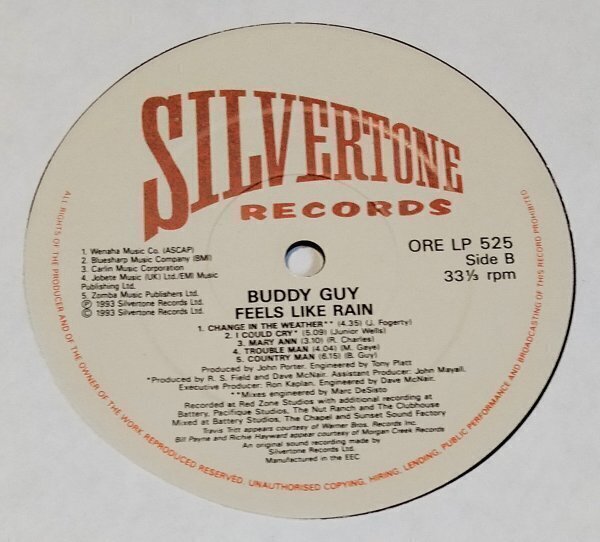 SILVERTONE
RECORDS
ORE LP 525
Side B
33⅓ rpm
1. Wenaha Music Co. (ASCAP)
2. Bluesharp Music Company (BMI)
3. Carlin Music Corporation
4. Jobete Music (UK) Ltd./EMI Music
Publishing Ltd.
5. Zomba Music Publishers Ltd.
℗ 1993 Silvertone Records Ltd.
© 1993 Silvertone Records Ltd.
BUDDY GUY
FEELS LIKE RAIN
1. CHANGE IN THE WEATHER** (4.35) (J. Fogerty)
2. I COULD CRY* (5.09) (Junior Wells)
3. MARY ANN (3.10) (R. Charles)
4. TROUBLE MAN (4.04) (M. Gaye)
5. COUNTRY MAN (6.15) (B. Guy)
Produced by John Porter. Engineered by Tony Platt
*Produced by R. S. Field and Dave McNair. Assistant Producer: John Mayall.
Executive Producer: Ron Kaplan. Engineered by Dave McNair.
**Mixes engineered by Marc DeSisto
Recorded at Red Zone Studios with additional recording at
Battery, Pacifique Studios, The Nut Ranch and The Clubhouse
Mixed at Battery Studios, The Chapel and Sunset Sound Factory
Travis Tritt appears courtesy of Warner Bros. Records Inc.
Bill Payne and Richie Hayward appear courtesy of Morgan Creek Records
An original sound recording made by
Silvertone Records Ltd.
Manufactured in the EEC
ALL RIGHTS OF THE PRODUCER AND OF THE OWNER OF THE WORK REPRODUCED RESERVED. UNAUTHORISED COPYING, HIRING, LENDING, PUBLIC PERFORMANCE AND BROADCASTING OF THIS RECORD PROHIBITED